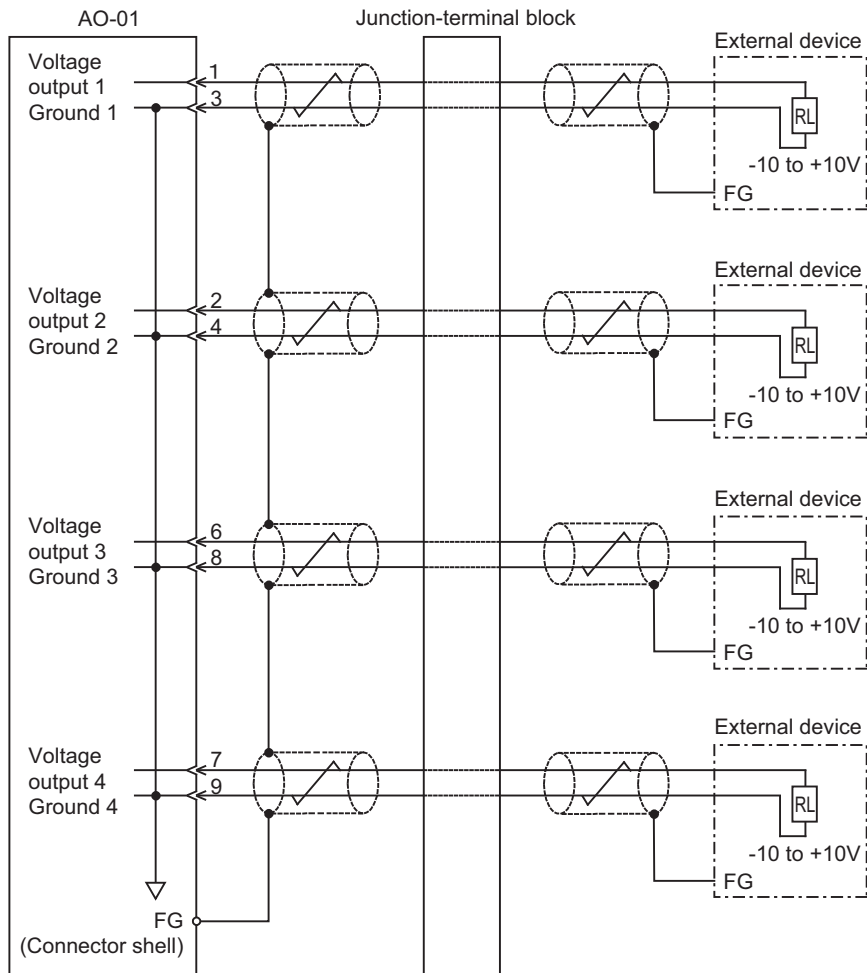 AO-01
Junction-terminal block
External device
Voltage
output 1
Ground 1
1
3
RL
-10 to +10V
FG
External device
Voltage
output 2
Ground 2
2
4
RL
-10 to +10V
FG
External device
Voltage
output 3
Ground 3
6
8
RL
-10 to +10V
FG
External device
Voltage
output 4
Ground 4
7
9
RL
-10 to +10V
FG
FG
(Connector shell)